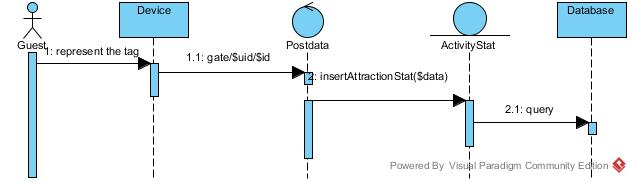 Device
Database
Guest
Postdata
ActivityStat
1: represent the tag
1.1: gate/$uid/$id
2: insertAttractionStat($data)
2.1: query
Powered By Visual Paradigm Community Edition